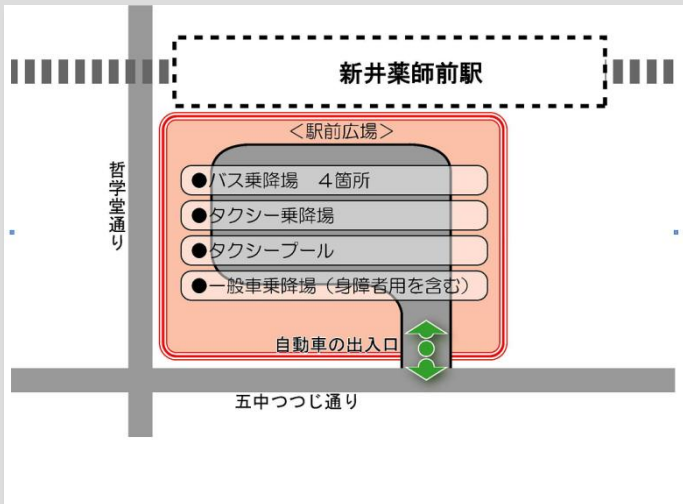 新井薬師前駅
＜駅前広場＞
哲学堂通り
●バス乗降場　４箇所
●タクシー乗降場
●タクシープール
●一般車乗降場（身障者用を含む）
自動車の出入口
五中つつじ通り